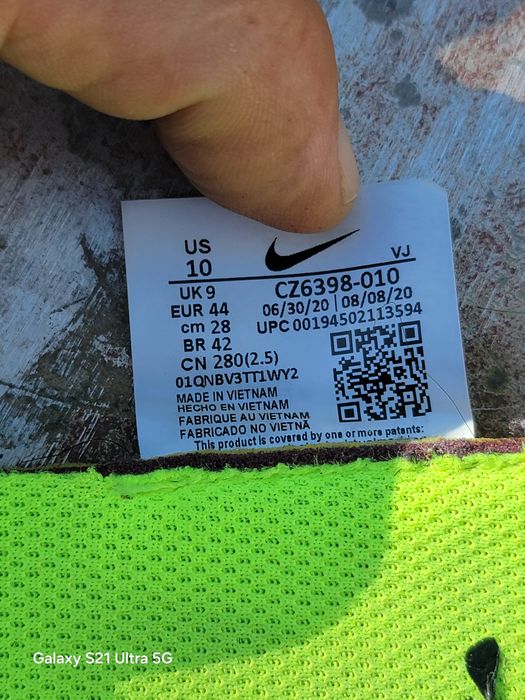 US
10
VJ
UK 9
EUR 44
cm 28
BR 42
CN 280(2.5)
CZ6398-010
06/30/20 | 08/08/20
UPC 00194502113594
01QNBV3TT1WY2
MADE IN VIETNAM
HECHO EN VIETNAM
FABRIQUE AU VIETNAM
FABRICADO NO VIETNÃ
This product is covered by one or more patents:
Galaxy S21 Ultra 5G